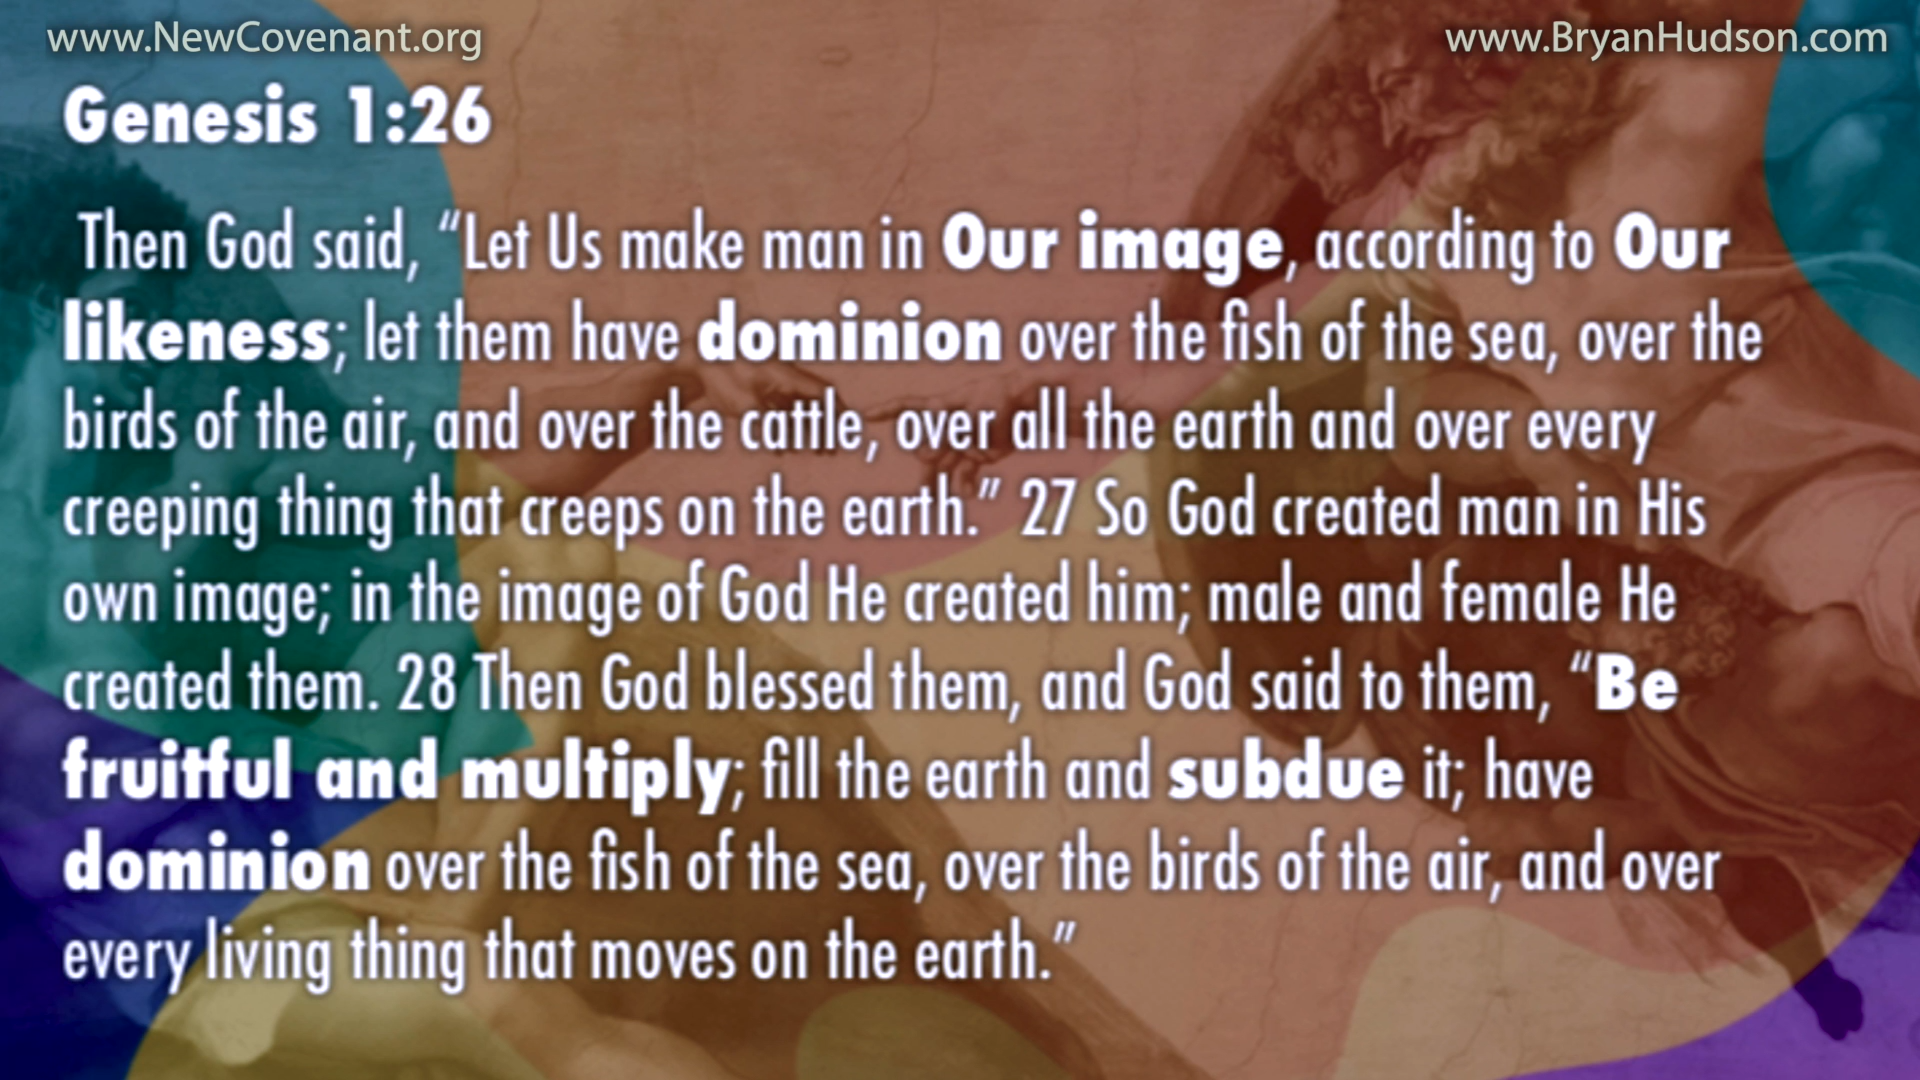 www.NewCovenant.org
www.BryanHudson.com
Genesis 1:26
Then God said, “Let Us make man in Our image, according to Our
likeness; let them have dominion over the fish of the sea, over the
birds of the air, and over the cattle, over all the earth and over every
creeping thing that creeps on the earth.” 27 So God created man in His
own image; in the image of God He created him; male and female He
created them. 28 Then God blessed them, and God said to them, “Be
fruitful and multiply; fill the earth and subdue it; have
dominion over the fish of the sea, over the birds of the air, and over
every living thing that moves on the earth.”